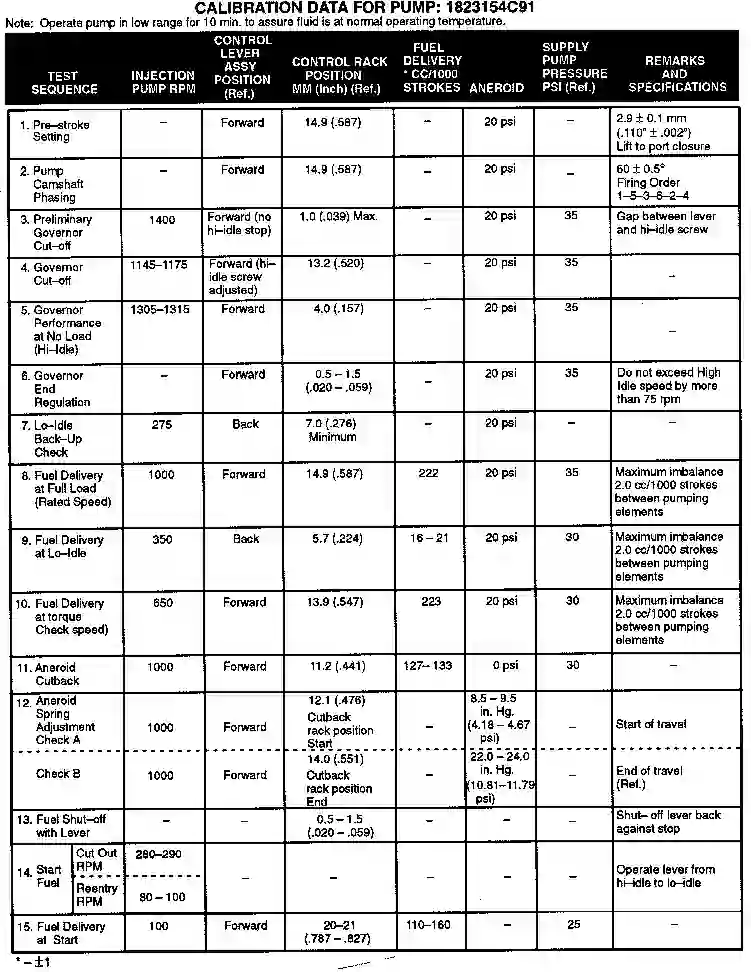 CALIBRATION DATA FOR PUMP: 1823154C91
Note: Operate pump in low range for 10 min. to assure fluid is at normal operating temperature.
TEST SEQUENCE | INJECTION PUMP RPM | CONTROL LEVER ASSY POSITION (Ref.) | CONTROL RACK POSITION MM (Inch) (Ref.) | FUEL DELIVERY * CC/1000 STROKES | ANEROID | SUPPLY PUMP PRESSURE PSI (Ref.) | REMARKS AND SPECIFICATIONS
1. Pre–stroke Setting | – | Forward | 14.9 (.587) | – | 20 psi | – | 2.9 ± 0.1 mm (.110" ± .002") Lift to port closure
2. Pump Camshaft Phasing | – | Forward | 14.9 (.587) | – | 20 psi | – | 60 ± 0.5° Firing Order 1–5–3–6–2–4
3. Preliminary Governor Cut–off | 1400 | Forward (no hi–idle stop) | 1.0 (.039) Max. | – | 20 psi | 35 | Gap between lever and hi–idle screw
4. Governor Cut–off | 1145–1175 | Forward (hi–idle screw adjusted) | 13.2 (.520) | – | 20 psi | 35 | –
5. Governor Performance at No Load (Hi–Idle) | 1305–1315 | Forward | 4.0 (.157) | – | 20 psi | 35 | –
6. Governor End Regulation | – | Forward | 0.5 – 1.5 (.020 – .059) | – | 20 psi | 35 | Do not exceed High Idle speed by more than 75 rpm
7. Lo–Idle Back–Up Check | 275 | Back | 7.0 (.276) Minimum | – | 20 psi | – | –
8. Fuel Delivery at Full Load (Rated Speed) | 1000 | Forward | 14.9 (.587) | 222 | 20 psi | 35 | Maximum imbalance 2.0 cc/1000 strokes between pumping elements
9. Fuel Delivery at Lo–Idle | 350 | Back | 5.7 (.224) | 16 – 21 | 20 psi | 30 | Maximum imbalance 2.0 cc/1000 strokes between pumping elements
10. Fuel Delivery at torque Check speed) | 650 | Forward | 13.9 (.547) | 223 | 20 psi | 30 | Maximum imbalance 2.0 cc/1000 strokes between pumping elements
11. Aneroid Cutback | 1000 | Forward | 11.2 (.441) | 127–133 | 0 psi | 30 | –
12. Aneroid Spring Adjustment Check A | 1000 | Forward | 12.1 (.476) Cutback rack position Start | – | 8.5 – 9.5 in. Hg. (4.18 – 4.67 psi) | – | Start of travel
Check B | 1000 | Forward | 14.0 (.551) Cutback rack position End | – | 22.0 – 24.0 in. Hg. (10.81–11.79 psi) | – | End of travel (Ref.)
13. Fuel Shut–off with Lever | – | – | 0.5 – 1.5 (.020 – .059) | – | – | – | Shut– off lever back against stop
14. Start Fuel | Cut Out RPM | 280–290 | – | – | – | – | – | Operate lever from hi–idle to lo–idle
Reentry RPM | 80 – 100
15. Fuel Delivery at Start | 100 | Forward | 20–21 (.787 – .827) | 110–160 | – | 25 | –
* – ±1